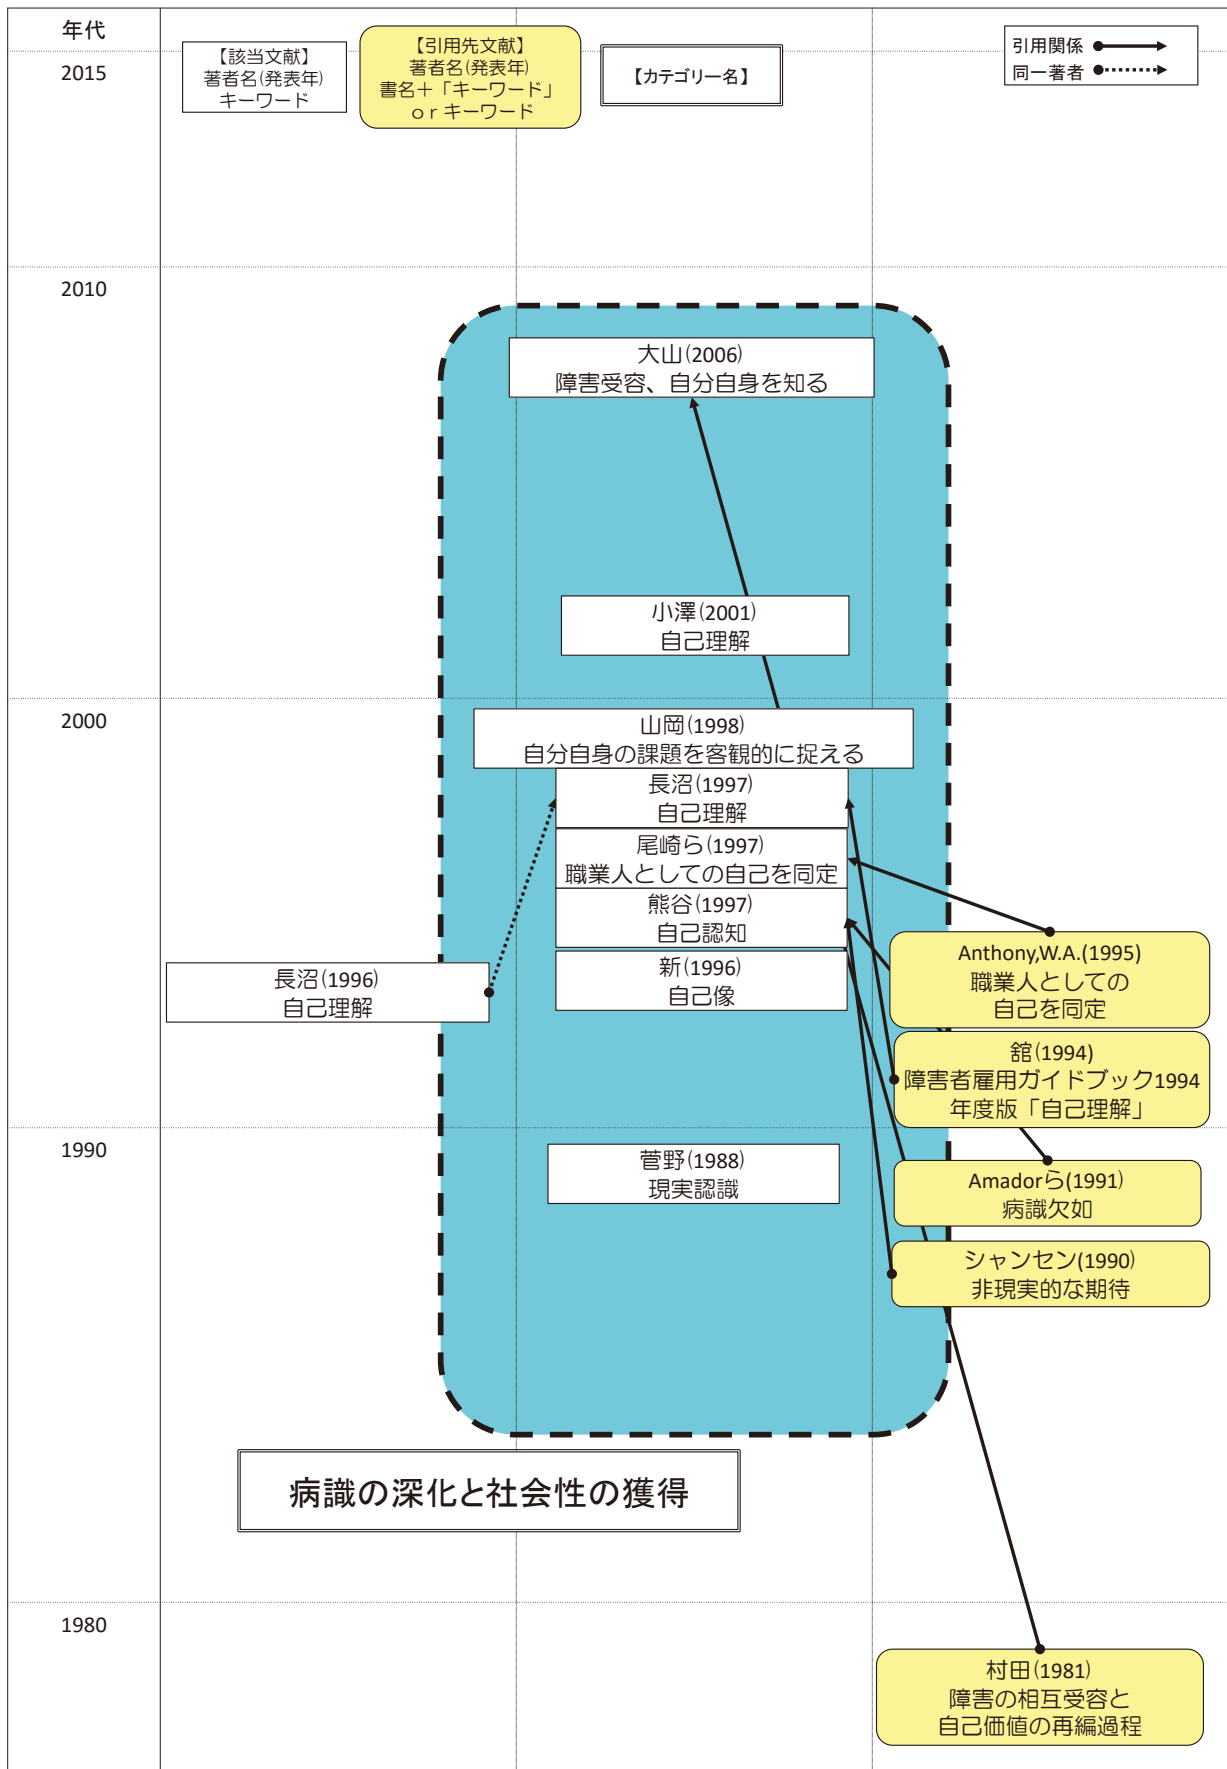 年代
2015
【該当文献】
著者名(発表年)
キーワード
【引用先文献】
著者名(発表年)
書名+「キーワード」
orキーワード
【カテゴリー名】
引用関係
同一著者
2010
大山(2006)
障害受容、自分自身を知る
小澤(2001)
自己理解
2000
山岡(1998)
自分自身の課題を客観的に捉える
長沼(1997)
自己理解
尾崎ら(1997)
職業人としての自己を同定
熊谷(1997)
自己認知
新(1996)
自己像
長沼(1996)
自己理解
Anthony,W.A.(1995)
職業人としての
自己を同定
舘(1994)
障害者雇用ガイドブック1994
年度版「自己理解」
1990
菅野(1988)
現実認識
Amadorら(1991)
病識欠如
シャンセン(1990)
非現実的な期待
病識の深化と社会性の獲得
1980
村田(1981)
障害の相互受容と
自己価値の再編過程